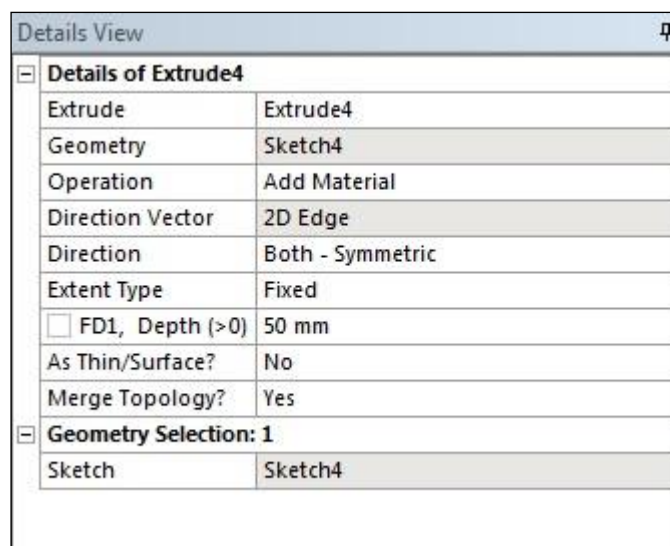 Details View
Details of Extrude4
Extrude Extrude4
Geometry Sketch4
Operation Add Material
Direction Vector 2D Edge
Direction Both - Symmetric
Extent Type Fixed
FD1, Depth (>0) 50 mm
As Thin/Surface? No
Merge Topology? Yes
Geometry Selection: 1
Sketch Sketch4